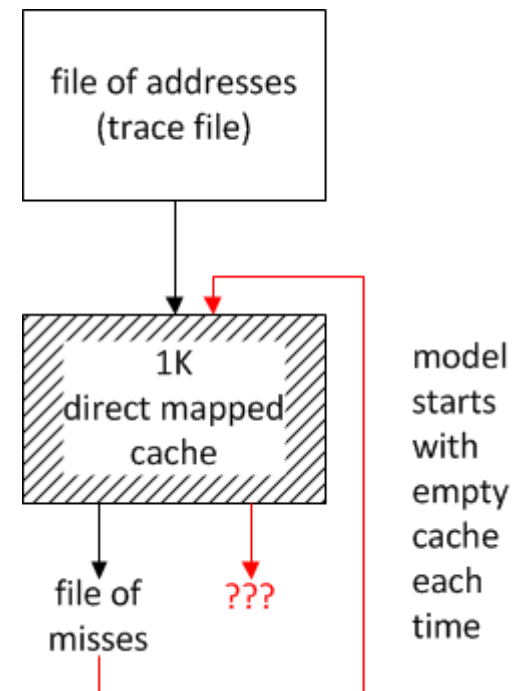 file of addresses
(trace file)
1K
direct mapped
cache
model
starts
with
empty
cache
each
time
file of
misses
???